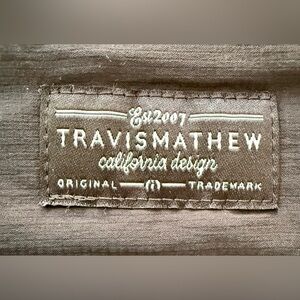 Est 2007
TRAVISMATHEW
california design
ORIGINAL TRADEMARK